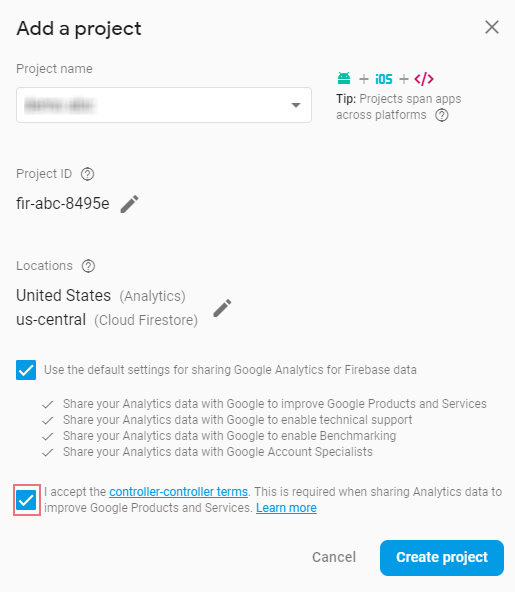 Add a project
Project name
+ iOS + </>
Tip: Projects span apps
across platforms
Project ID
fir-abc-8495e
Locations
United States (Analytics)
us-central (Cloud Firestore)
Use the default settings for sharing Google Analytics for Firebase data
Share your Analytics data with Google to improve Google Products and Services
Share your Analytics data with Google to enable technical support
Share your Analytics data with Google to enable Benchmarking
Share your Analytics data with Google Account Specialists
I accept the controller-controller terms. This is required when sharing Analytics data to
improve Google Products and Services. Learn more
Cancel Create project